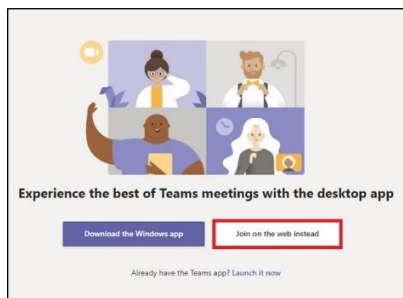 Experience the best of Teams meetings with the desktop app
Download the Windows app
Join on the web instead
Already have the Teams app? Launch it now